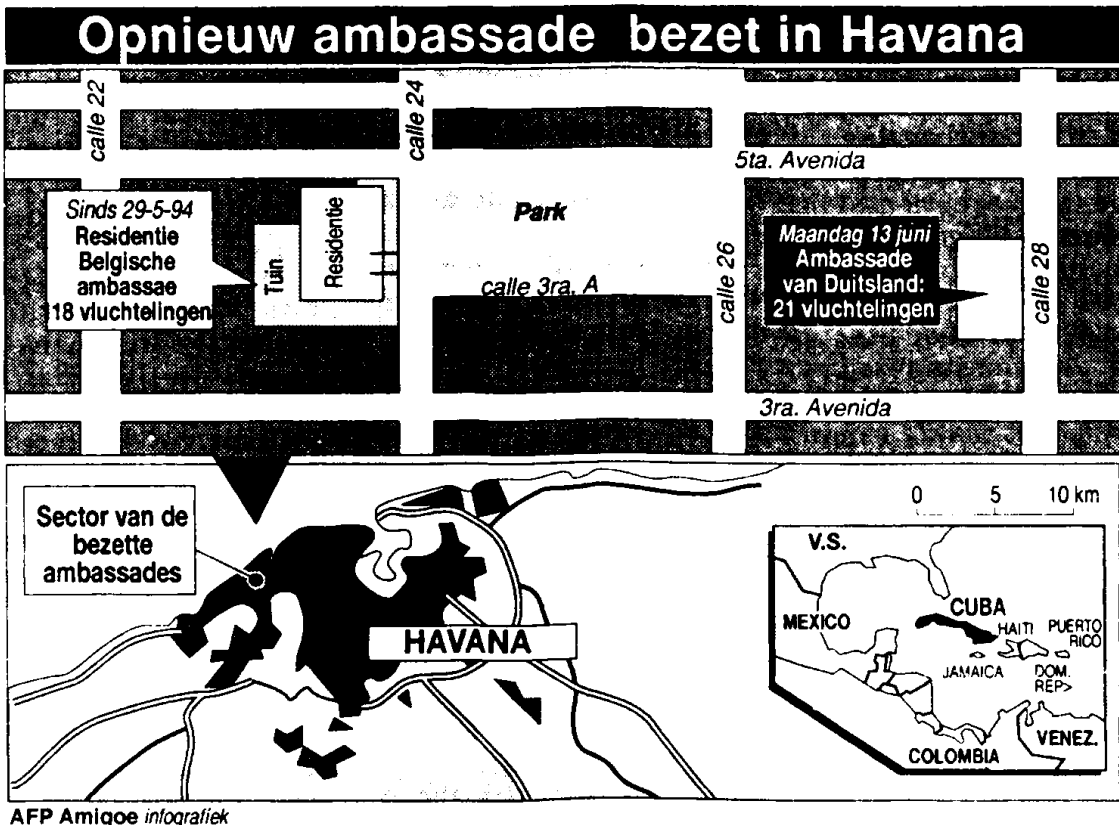 Opnieuw ambassade bezet in Havana
calle 22
calle 24
5ta. Avenida
Sinds 29-5-94
Residentie
Belgische
ambassae
118 vluchtelingen
Tuin
Residentie
Park
calle 3ra. A
calle 26
Maandag 13 juni
Ambassade
van Duitsland:
21 vluchtelingen
calle 28
3ra. Avenida
Sector van de
bezette
ambassades
HAVANA
0 5 10 km
V.S.
MEXICO
CUBA
HAITI
PUERTO
RICO
JAMAICA
DOM.
REP>
COLOMBIA
VENEZ.
AFP Amigoe infografiek